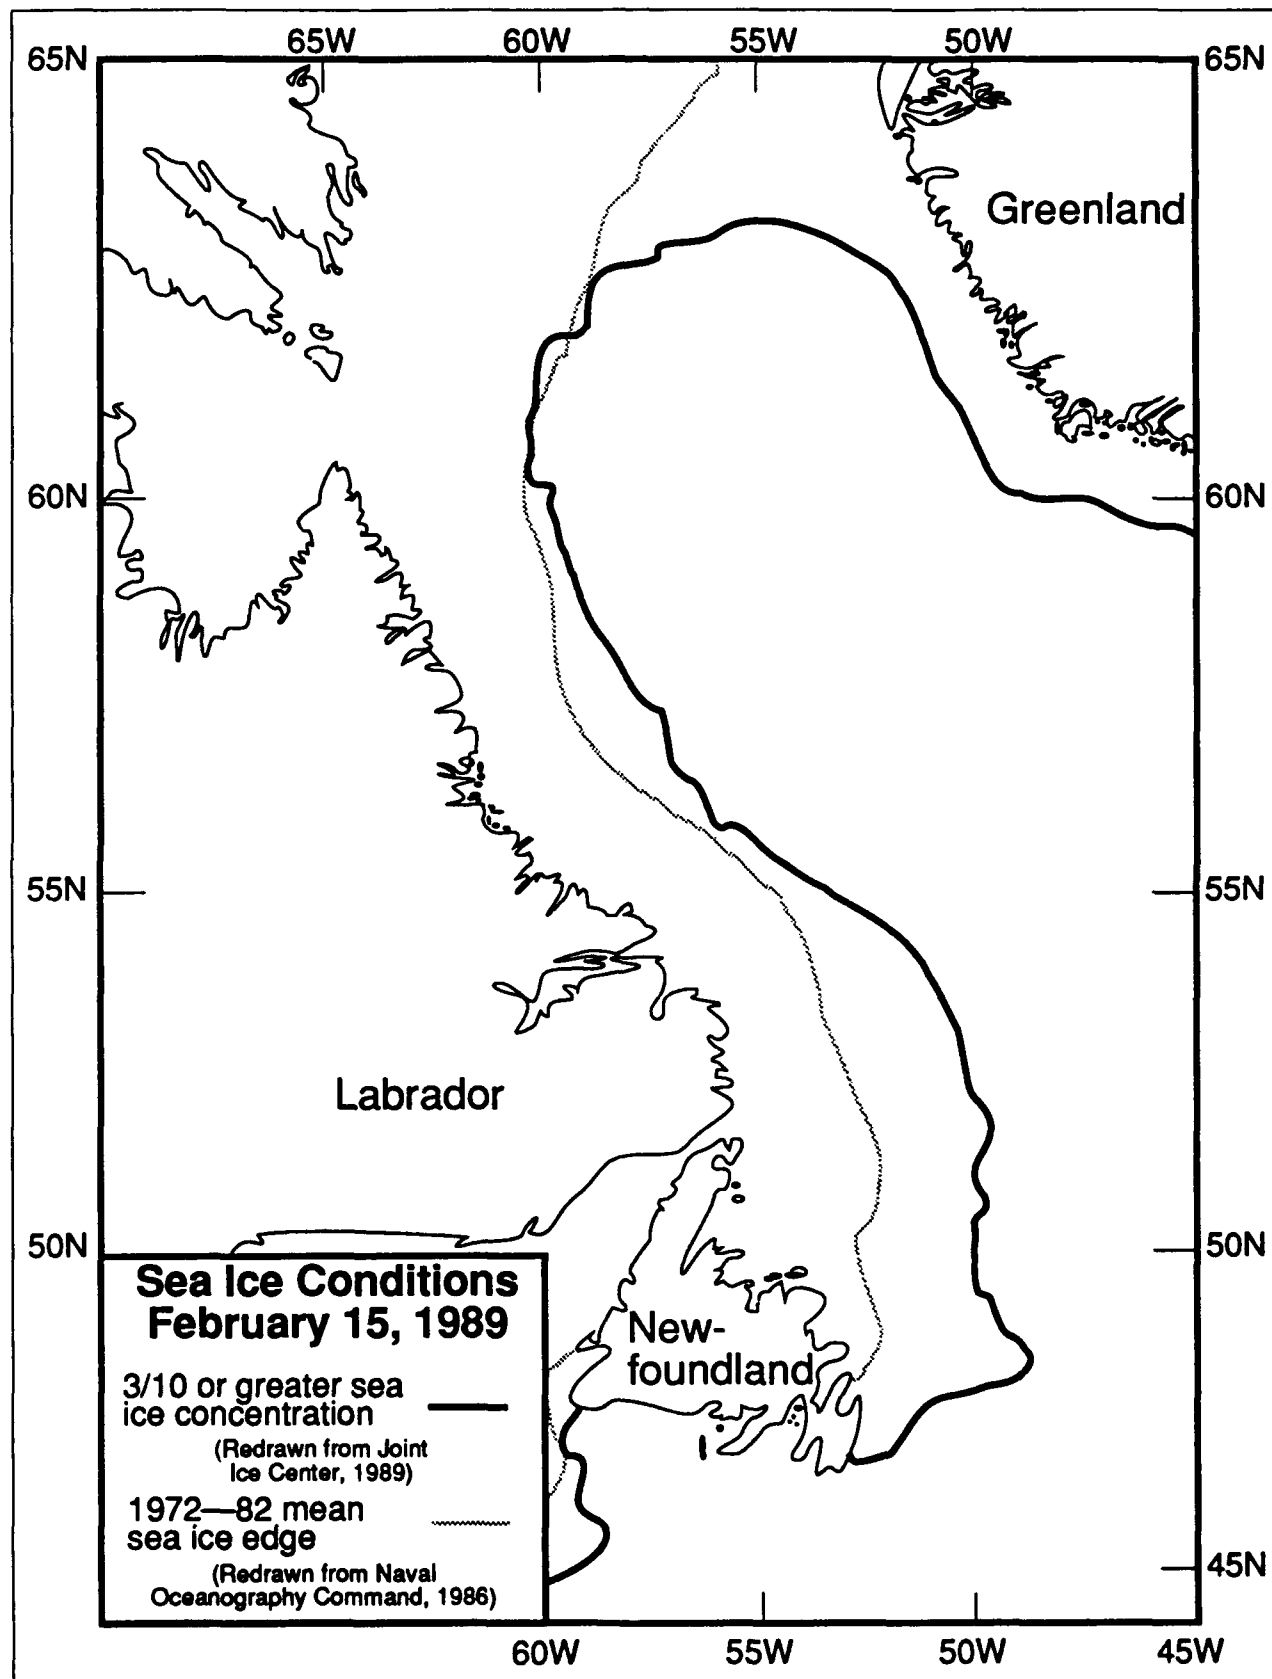 65W 60W 55W 50W
65N 65N
Greenland
60N 60N
55N 55N
Labrador
50N 50N
Sea Ice Conditions
February 15, 1989
New-
foundland
3/10 or greater sea
ice concentration
(Redrawn from Joint
Ice Center, 1989)
1972—82 mean
sea ice edge
(Redrawn from Naval
Oceanography Command, 1986)
45N
60W 55W 50W 45W